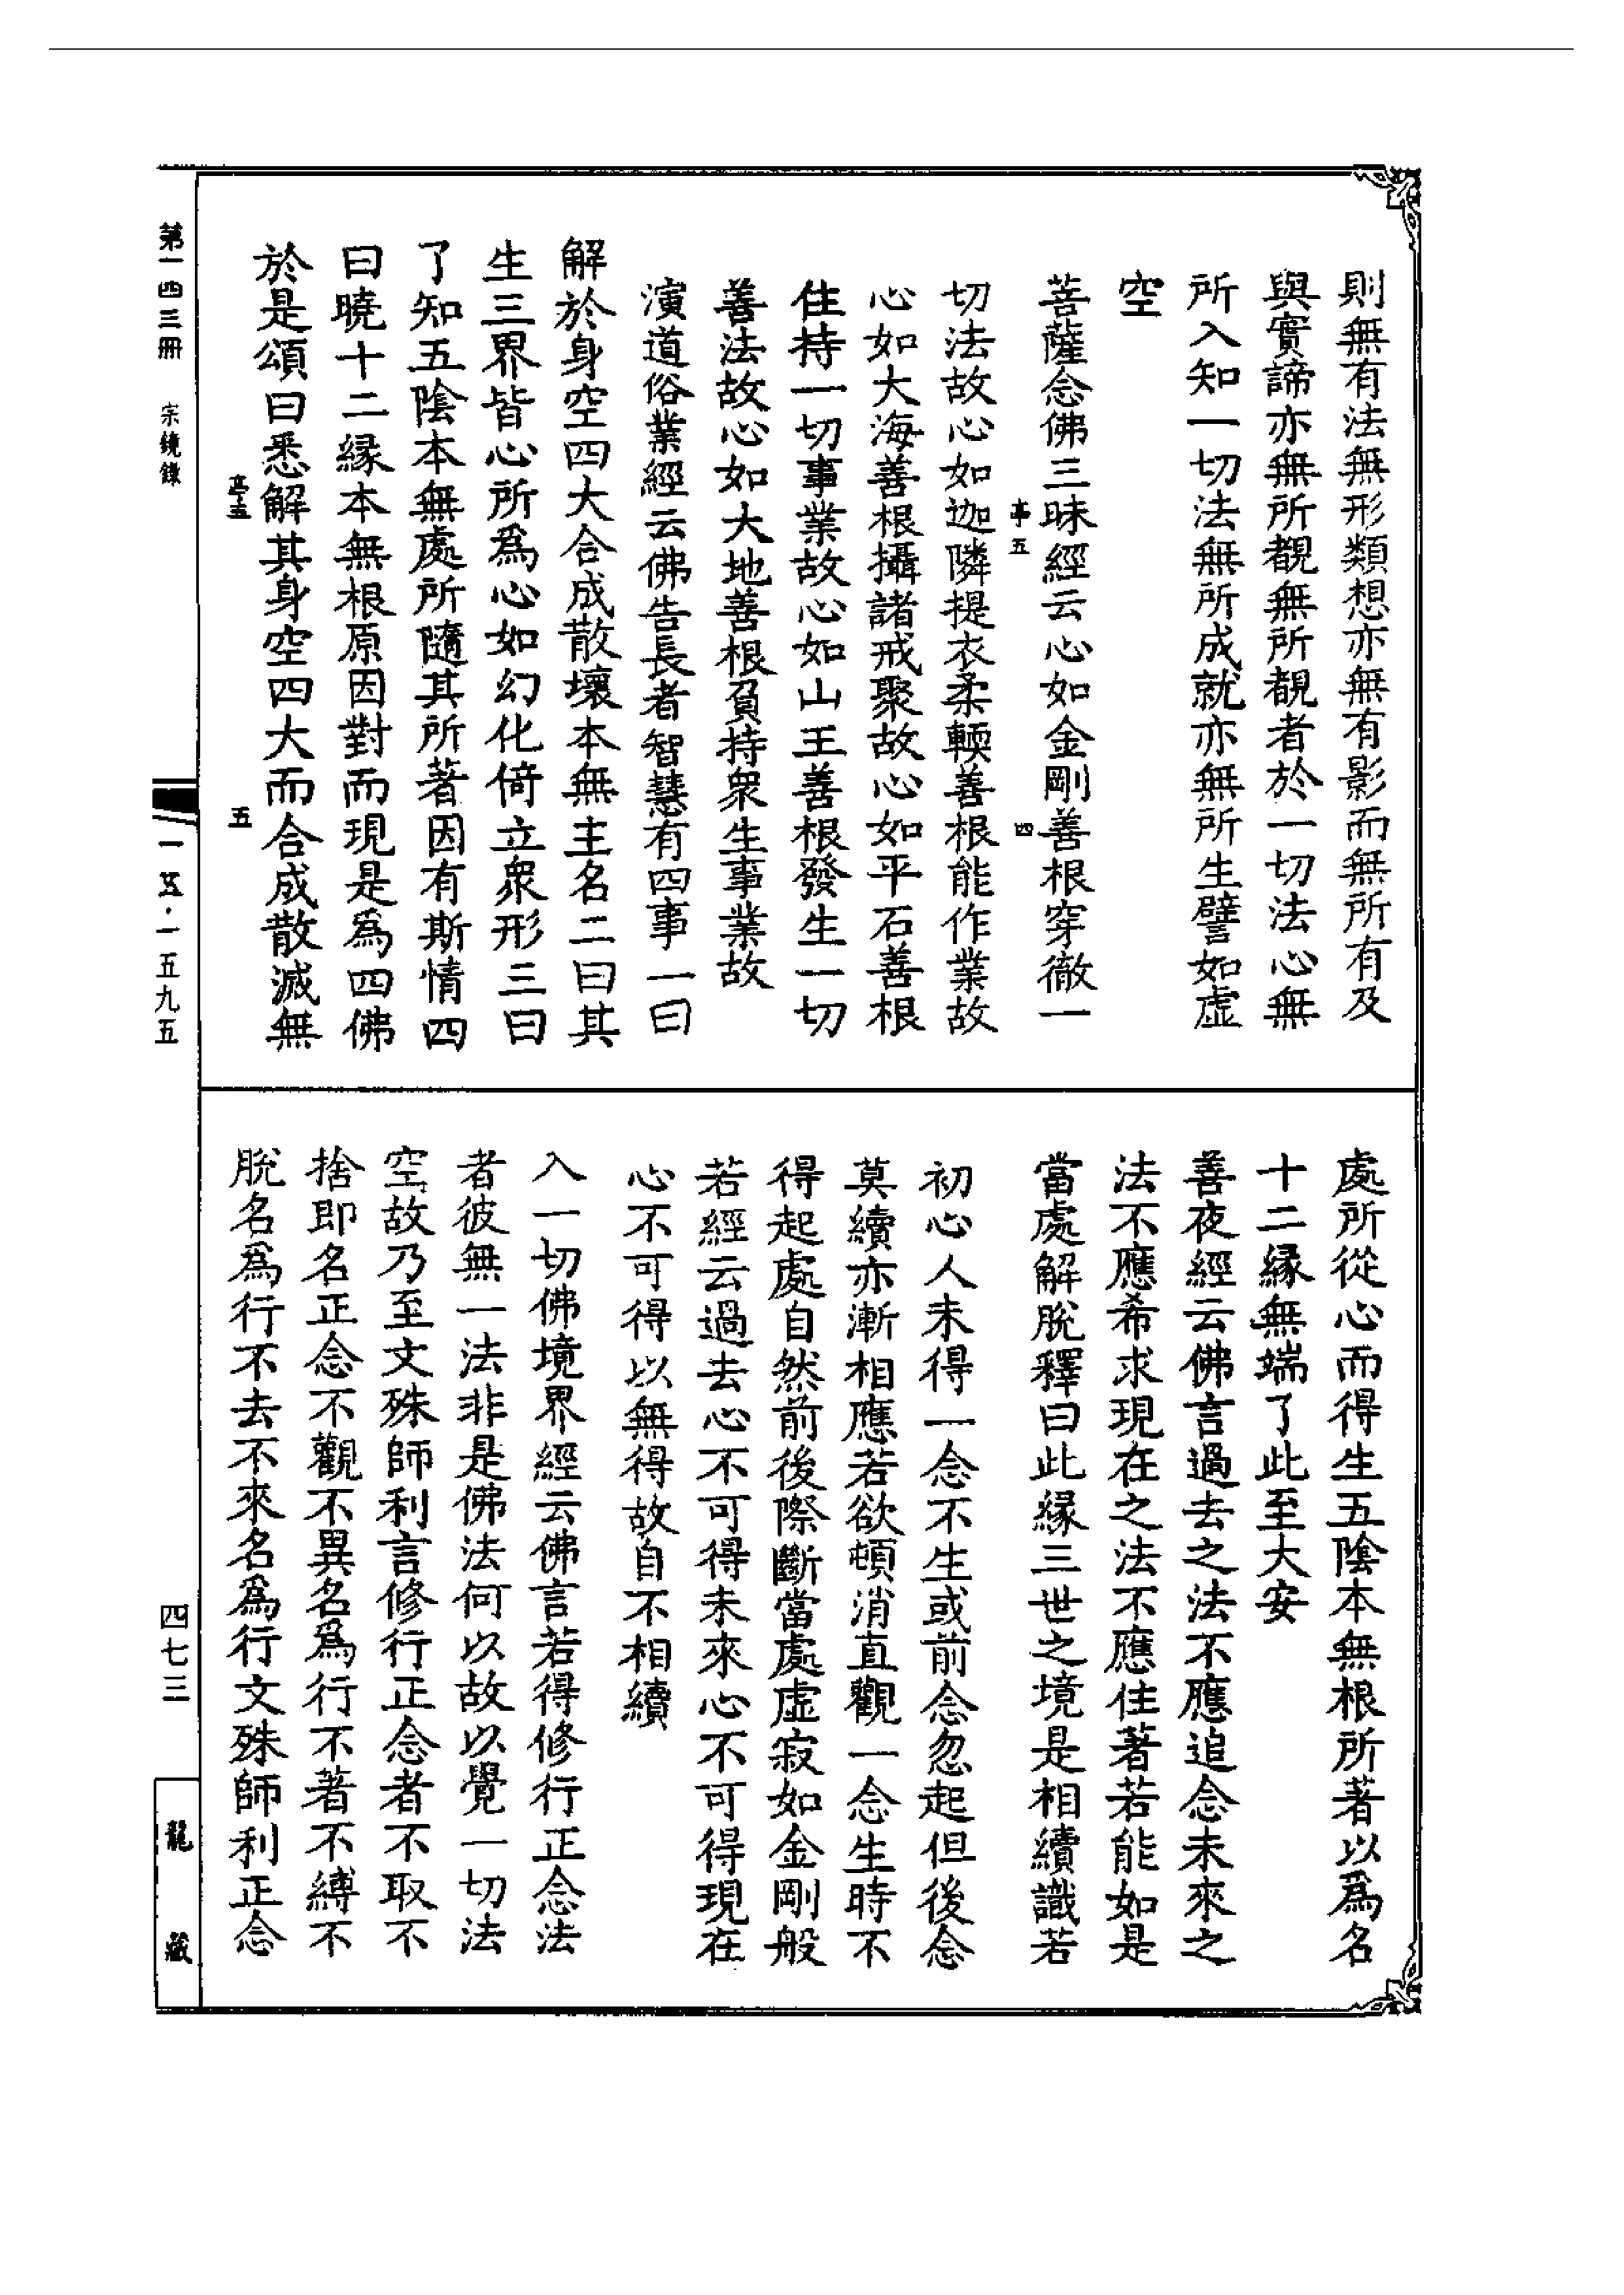 則無有法無形類想亦無有影而無所有及
與實諦亦無所覩無所覩者於一切法心無
所入知一切法無所成就亦無所生譬如虛
空
菩薩念佛三昧經云心如金剛善根穿徹一
亭五
四
切法故心如迦隣提衣柔輭善根能作業故
心如大海善根攝諸戒聚故心如平石善根
住持一切事業故心如山王善根發生一切
善法故心如大地善根負持衆生事業故
演道俗業經云佛告長者智慧有四事一曰
解於身空四大合成散壞本無主名二曰其
生三界皆心所爲心如幻化倚立衆形三曰
了知五陰本無處所隨其所著因有斯情四
曰曉十二緣本無根原因對而現是爲四佛
於是頌曰悉解其身空四大而合成散滅無
亭五
五
處所從心而得生五陰本無根所著以爲名
十二緣無端了此至大安
善夜經云佛言過去之法不應追念未來之
法不應希求現在之法不應住著若能如是
當處解脫釋曰此緣三世之境是相續識若
初心人未得一念不生或前念忽起但後念
莫續亦漸相應若欲頓消直觀一念生時不
得起處自然前後際斷當處虛寂如金剛般
若經云過去心不可得未來心不可得現在
心不可得以無得故自不相續
入一切佛境界經云佛言若得修行正念法
者彼無一法非是佛法何以故以覺一切法
空故乃至文殊師利言修行正念者不取不
捨即名正念不觀不異名爲行不著不縛不
脫名爲行不去不來名爲行文殊師利正念
第一四三冊 宗鏡錄
一五·一五九五
四七三
龍藏